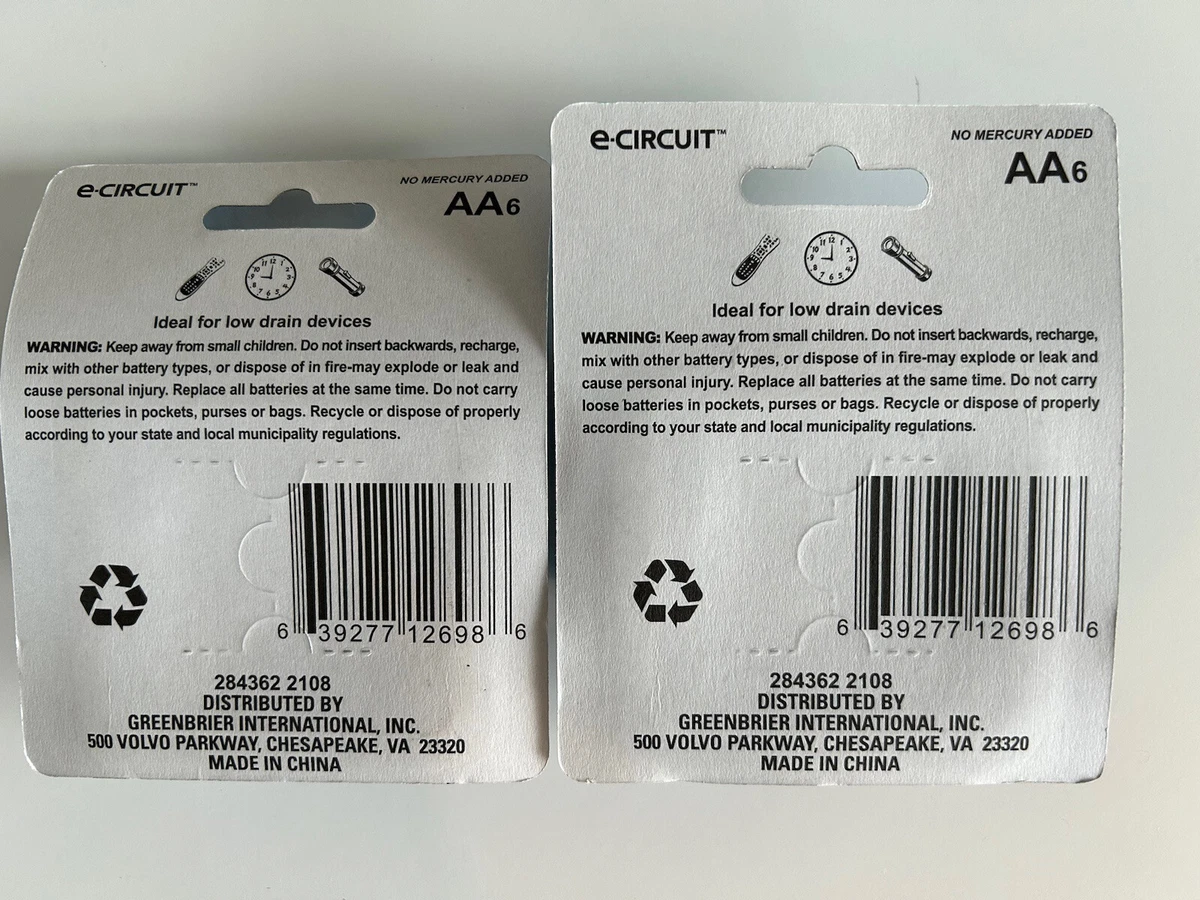 e-CIRCUIT™
NO MERCURY ADDED
AA6
Ideal for low drain devices
WARNING: Keep away from small children. Do not insert backwards, recharge,
mix with other battery types, or dispose of in fire-may explode or leak and
cause personal injury. Replace all batteries at the same time. Do not carry
loose batteries in pockets, purses or bags. Recycle or dispose of properly
according to your state and local municipality regulations.
6 39277 12698 6
284362 2108
DISTRIBUTED BY
GREENBRIER INTERNATIONAL, INC.
500 VOLVO PARKWAY, CHESAPEAKE, VA 23320
MADE IN CHINA
e-CIRCUIT™
NO MERCURY ADDED
AA6
Ideal for low drain devices
WARNING: Keep away from small children. Do not insert backwards, recharge,
mix with other battery types, or dispose of in fire-may explode or leak and
cause personal injury. Replace all batteries at the same time. Do not carry
loose batteries in pockets, purses or bags. Recycle or dispose of properly
according to your state and local municipality regulations.
6 39277 12698 6
284362 2108
DISTRIBUTED BY
GREENBRIER INTERNATIONAL, INC.
500 VOLVO PARKWAY, CHESAPEAKE, VA 23320
MADE IN CHINA